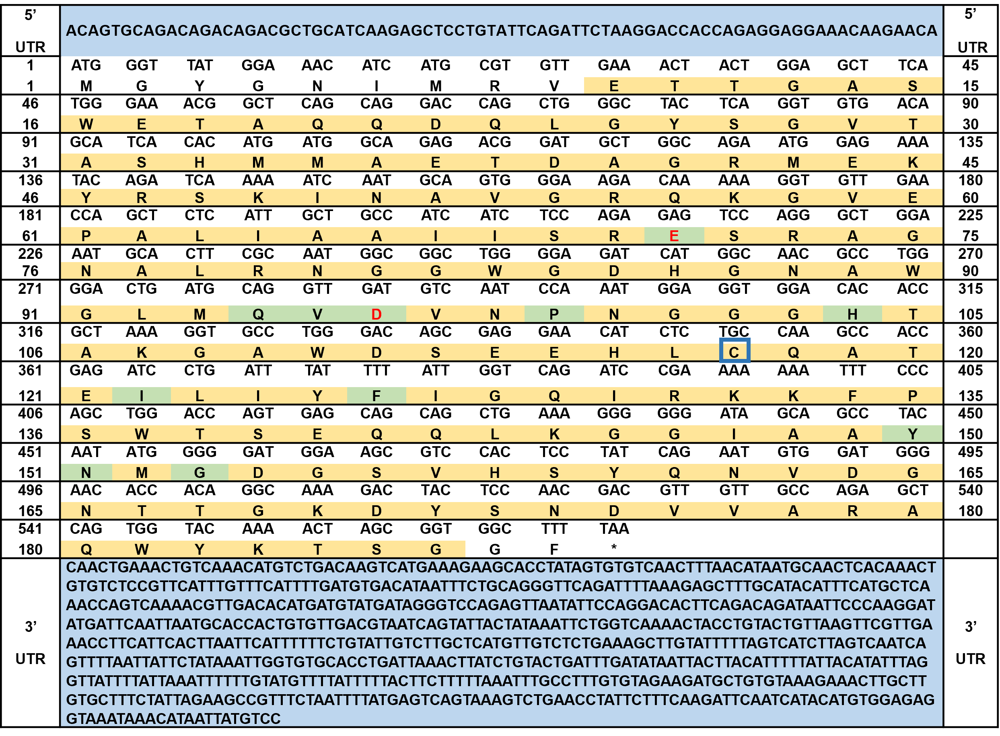 5’ 5’
ACAGTGCAGACAGACAGACGCTGCATCAAGAGCTCCTGTATTCAGATTCTAAGGACCACCAGAGGAGGAAACAAGAACA
UTR UTR
1 ATG GGT TAT GGA AAC ATC ATG CGT GTT GAA ACT ACT GGA GCT TCA 45
1 M G Y G N I M R V E T T G A S 15
46 TGG GAA ACG GCT CAG CAG GAC CAG CTG GGC TAC TCA GGT GTG ACA 90
16 W E T A Q Q D Q L G Y S G V T 30
91 GCA TCA CAC ATG ATG GCA GAG ACG GAT GCT GGC AGA ATG GAG AAA 135
31 A S H M M A E T D A G R M E K 45
136 TAC AGA TCA AAA ATC AAT GCA GTG GGA AGA CAA AAA GGT GTT GAA 180
46 Y R S K I N A V G R Q K G V E 60
181 CCA GCT CTC ATT GCT GCC ATC ATC TCC AGA GAG TCC AGG GCT GGA 225
61 P A L I A A I I S R E S R A G 75
226 AAT GCA CTT CGC AAT GGC GGC TGG GGA GAT CAT GGC AAC GCC TGG 270
76 N A L R N G G W G D H G N A W 90
271 GGA CTG ATG CAG GTT GAT GTC AAT CCA AAT GGA GGT GGA CAC ACC 315
91 G L M Q V D V N P N G G G H T 105
316 GCT AAA GGT GCC TGG GAC AGC GAG GAA CAT CTC TGC CAA GCC ACC 360
106 A K G A W D S E E H L C Q A T 120
361 GAG ATC CTG ATT TAT TTT ATT GGT CAG ATC CGA AAA AAA TTT CCC 405
121 E I L I Y F I G Q I R K K F P 135
406 AGC TGG ACC AGT GAG CAG CAG CTG AAA GGG GGG ATA GCA GCC TAC 450
136 S W T S E Q Q L K G G I A A Y 150
451 AAT ATG GGG GAT GGA AGC GTC CAC TCC TAT CAG AAT GTG GAT GGG 495
151 N M G D G S V H S Y Q N V D G 165
496 AAC ACC ACA GGC AAA GAC TAC TCC AAC GAC GTT GTT GCC AGA GCT 540
165 N T T G K D Y S N D V V A R A 180
541 CAG TGG TAC AAA ACT AGC GGT GGC TTT TAA
180 Q W Y K T S G G F *
CAACTGAAACTGTCAAACATGTCTGACAAGTCATGAAAGAAGCACCTATAGTGTGTCAACTTTAACATAATGCAACTCACAAACT
GTGTCTCCGTTCATTTGTTTCATTTTGATGTGACATAATTTCTGCAGGGTTCAGATTTTAAAGAGCTTTGCATACATTTCATGCTCA
AACCAGTCAAAACGTTGACACATGATGTATGATAGGGTCCAGAGTTAATATTCCAGGACACTTCAGACAGATAATTCCCAAGGAT
3’ ATGATTCAATTAATGCACCACTGTGTTGACGTAATCAGTATTACTATAAATTCTGGTCAAAACTACCTGTACTGTTAAGTTCGTTGA 3’
AACCTTCATTCACTTAATTCATTTTTTCTGTATTGTCTTGCTCATGTTGTCTCTGAAAGCTTGTATTTTTAGTCATCTTAGTCAATCA
UTR GTTTTAATTATTCTATAAATTGGTGTGCACCTGATTAAACTTATCTGTACTGATTTGATATAATTACTTACATTTTTATTACATATTTAG UTR
GTTATTTTATTAAATTTTTTGTATGTTTTATTTTTACTTCTTTTTAAATTTGCCTTTGTGTAGAAGATGCTGTGTAAAGAAACTTGCTT
GTGCTTTCTATTAGAAGCCGTTTCTAATTTTATGAGTCAGTAAAGTCTGAACCTATTCTTTCAAGATTCAATCATACATGTGGAGAG
GTAAATAAACATAATTATGTCC